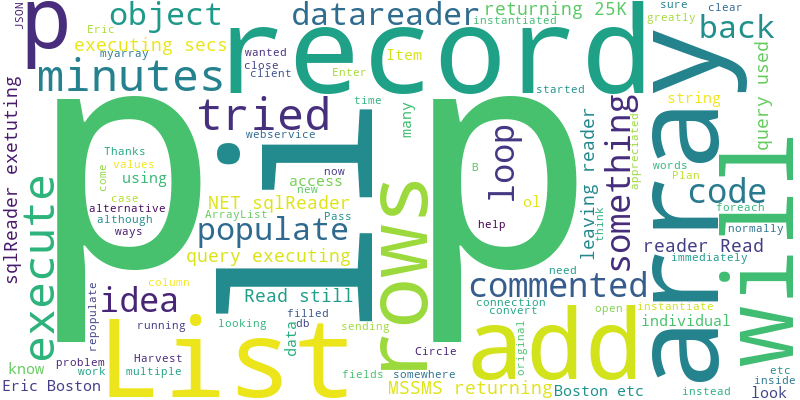 JSON
p
Eric
object
datareader
returning 25K
instantiated
sure
greatly
clear
executing secs
myarray
record
wanted
close
client
Item
Enter
back
minutes
started
string
array
query used
sqlReader exetuting
tried
time
many
webservice
something
appreciated
p
li
p
loop
leaving reader
Thanks
values
come
using
case
alternative
although
ways
now
access
new
B
words
Plan
code
foreach
normally
will
NET sqlReader
ArrayList
Pass
ol
help
think
execute
populate
rows
reader Read
immediately
query executing
need
commented
idea
Read still
column
connection
convert
open
instantiate
individual
repopulate
List
running
looking
filled
db
data
sending
add
original
problem
work
Harvest
multiple
Circle
somewhere
fields
know
Eric Boston
MSSMS returning
Boston etc
instead
etc
inside
look